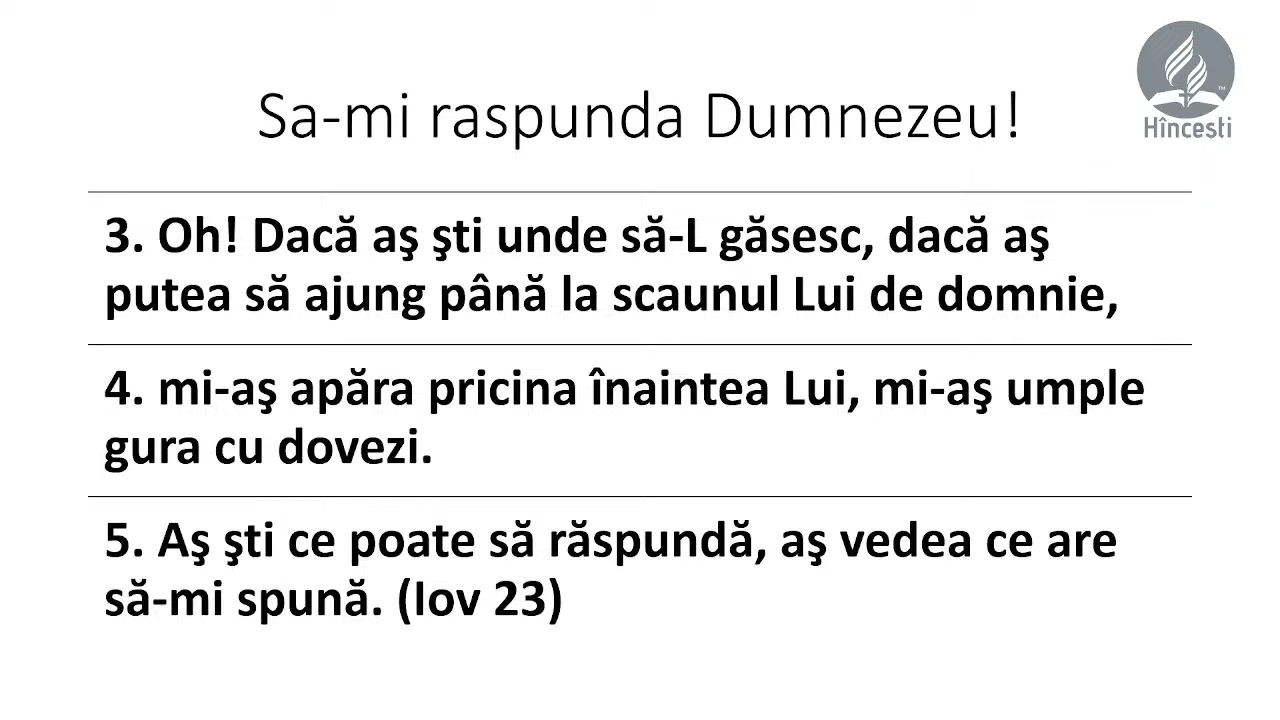 Sa-mi raspunda Dumnezeu!
Hîncești
3. Oh! Dacă aş şti unde să-L găsesc, dacă aş
putea să ajung până la scaunul Lui de domnie,
4. mi-aş apăra pricina înaintea Lui, mi-aş umple
gura cu dovezi.
5. Aş şti ce poate să răspundă, aş vedea ce are
să-mi spună. (Iov 23)